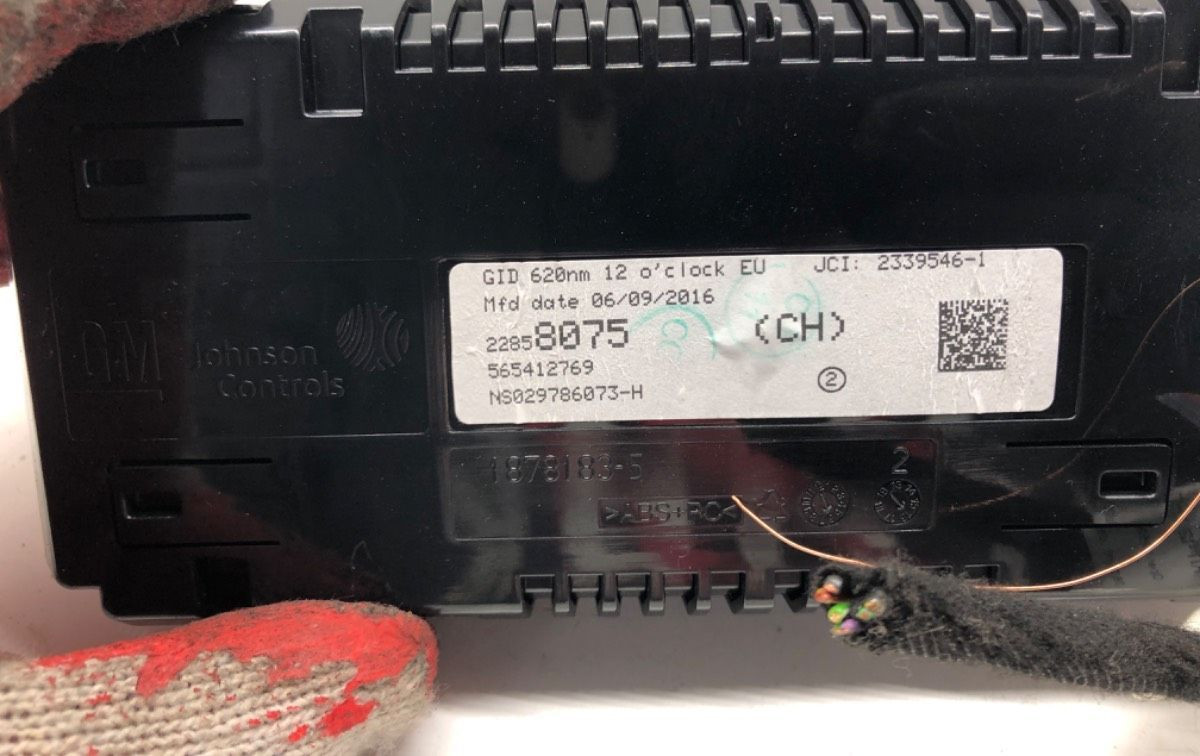 GID 620nm 12 o'clock EU JCI: 2339546-1
Mfd date 06/09/2016
22858075 (CH)
565412769
NS029786073-H
2
GM
Johnson
Controls
1878183-5
2
>ABS+PC<